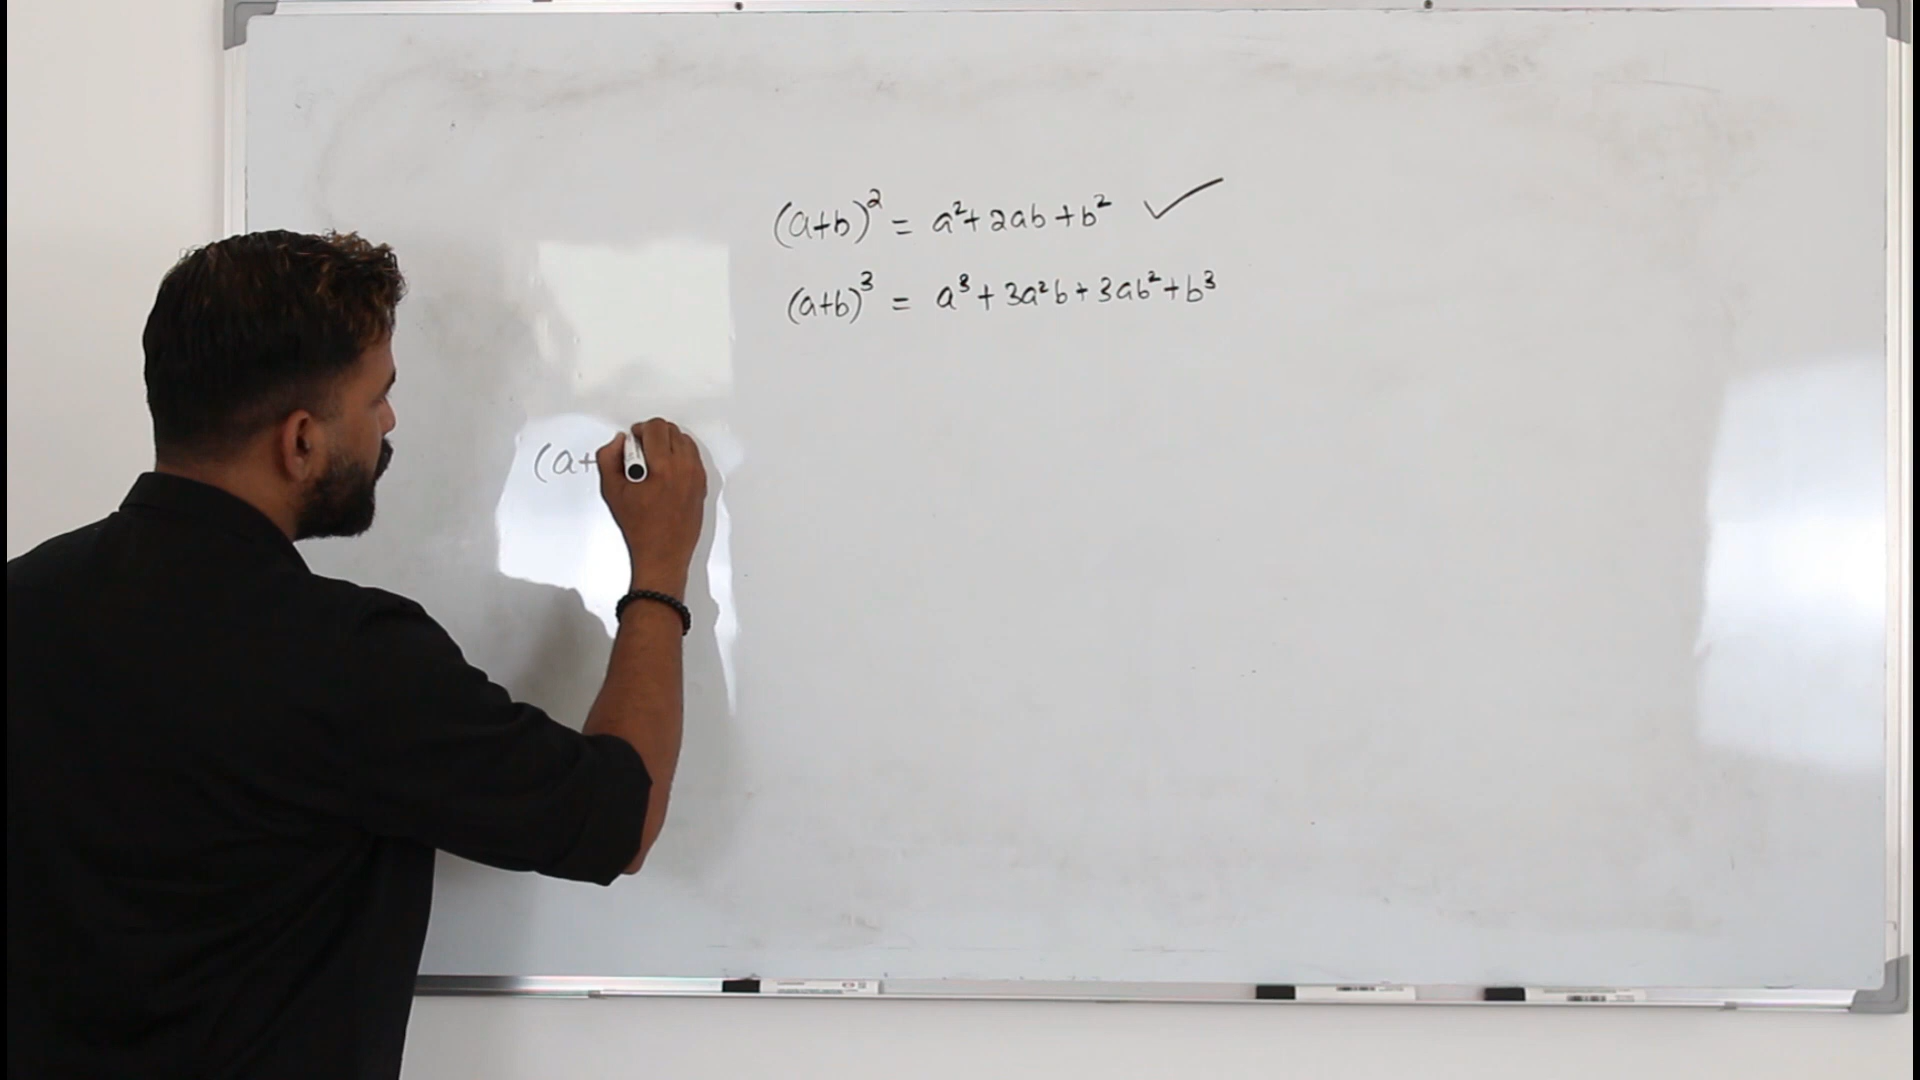 (a+b)² = a²+2ab+b² ✓
(a+b)³ = a³+3a²b+3ab²+b³
(a+